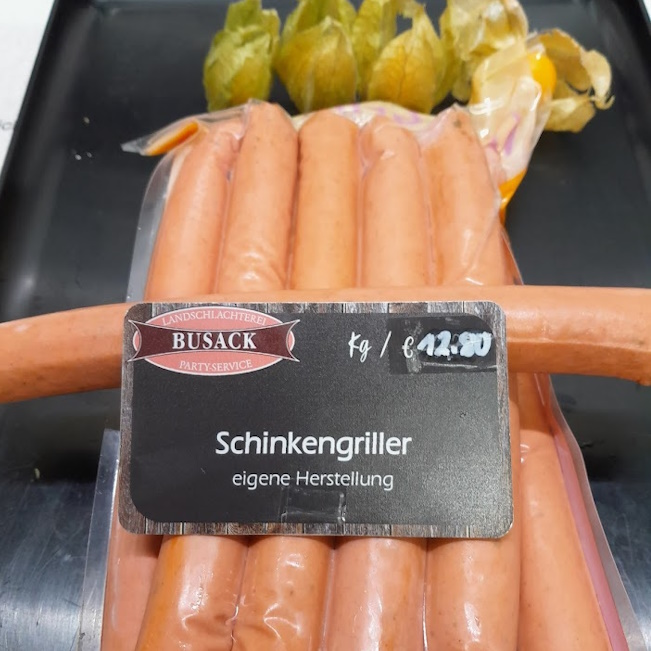 LANDSCHLACHTEREI
BUSACK
PARTY-SERVICE
Kg / € 12.80
Schinkengriller
eigene Herstellung